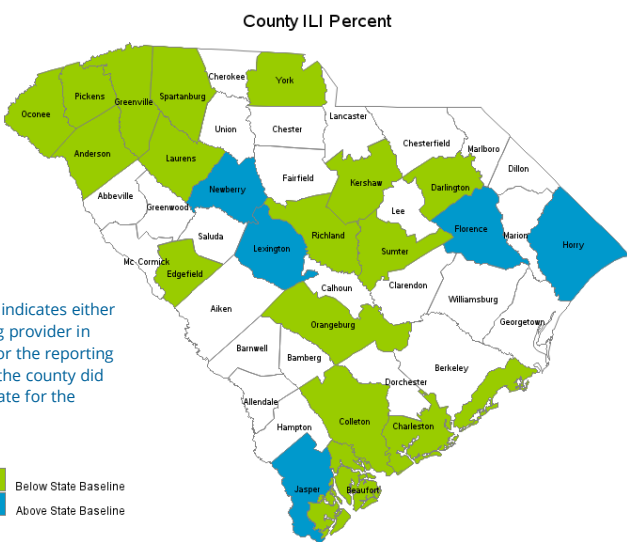 County ILI Percent
Cherokee
York
Pickens
Spartanburg
Greenville
Oconee
Lancaster
Union
Chester
Chesterfield
Marlboro
Anderson
Laurens
Dillon
Fairfield
Kershaw
Newberry
Darlington
Abbeville
Greenwood
Lee
Florence
Marion
Saluda
Richland
Horry
Lexington
Sumter
Mc Cormick
Edgefield
Calhoun
Clarendon
Williamsburg
Aiken
Georgetown
Orangeburg
indicates either
g provider in
or the reporting
the county did
ate for the
Barnwell
Bamberg
Berkeley
Dorchester
Allendale
Colleton
Charleston
Hampton
Jasper
Beaufort
Below State Baseline
Above State Baseline